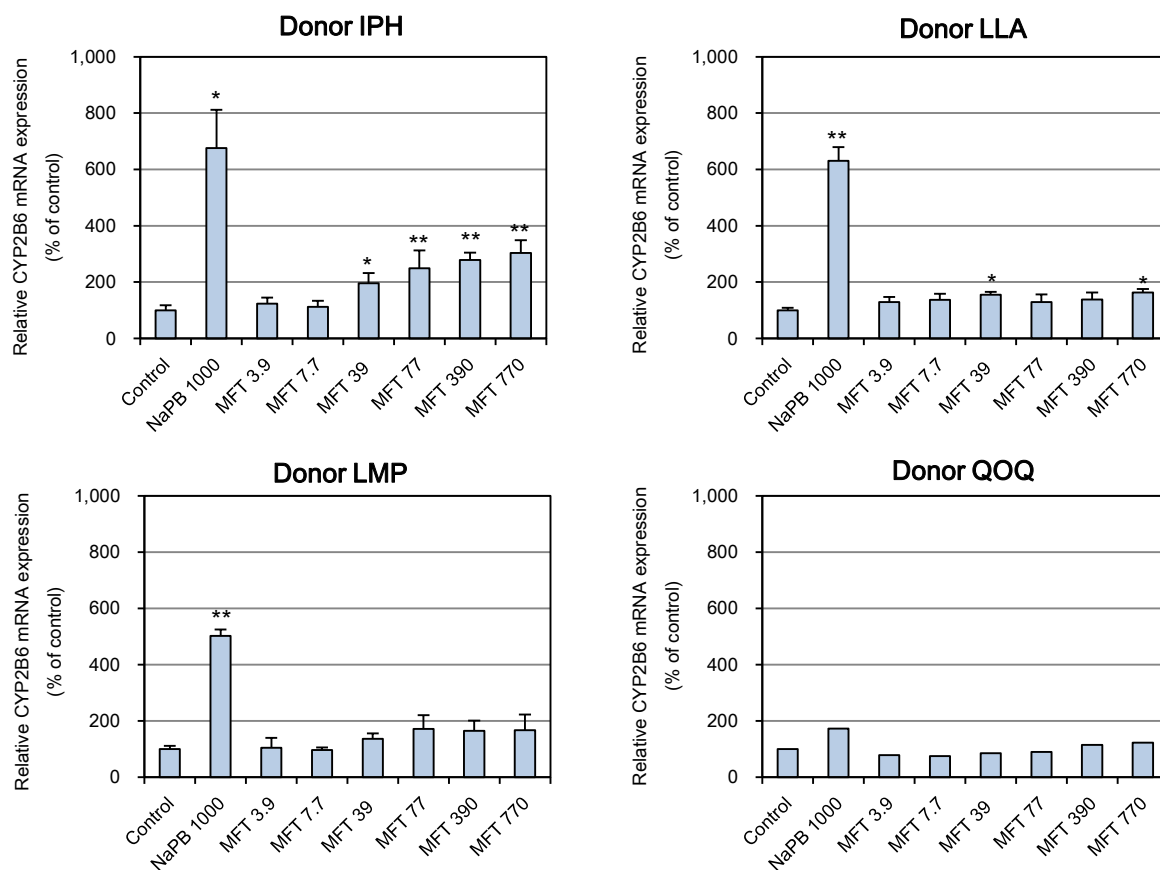 Donor IPH
Relative CYP2B6 mRNA expression
(% of control)
1,000
800
600
400
200
0
*
*
**
**
**
Control
NaPB 1000
MFT 3.9
MFT 7.7
MFT 39
MFT 77
MFT 390
MFT 770
Donor LLA
Relative CYP2B6 mRNA expression
(% of control)
1,000
800
600
400
200
0
**
*
*
Control
NaPB 1000
MFT 3.9
MFT 7.7
MFT 39
MFT 77
MFT 390
MFT 770
Donor LMP
Relative CYP2B6 mRNA expression
(% of control)
1,000
800
600
400
200
0
**
Control
NaPB 1000
MFT 3.9
MFT 7.7
MFT 39
MFT 77
MFT 390
MFT 770
Donor QOQ
Relative CYP2B6 mRNA expression
(% of control)
1,000
800
600
400
200
0
Control
NaPB 1000
MFT 3.9
MFT 7.7
MFT 39
MFT 77
MFT 390
MFT 770